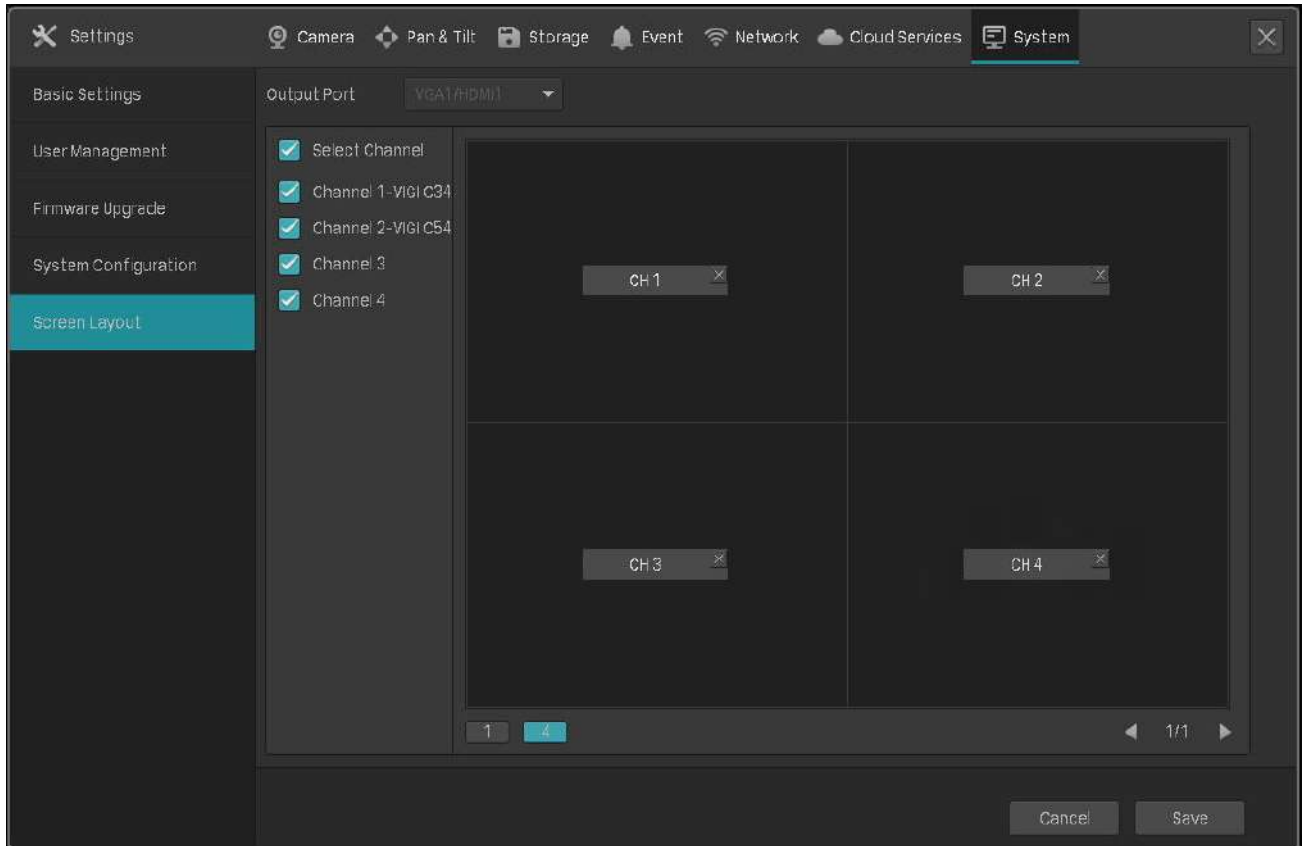 Settings
Camera
Pan & Tilt
Storage
Event
Network
Cloud Services
System
Basic Settings
User Management
Firmware Upgrade
System Configuration
Screen Layout
Output Port
VGA1/HDMI1
Select Channel
Channel 1-VIGI C34
Channel 2-VIGI C54
Channel 3
Channel 4
CH 1
CH 2
CH 3
CH 4
1
4
1/1
Cancel
Save